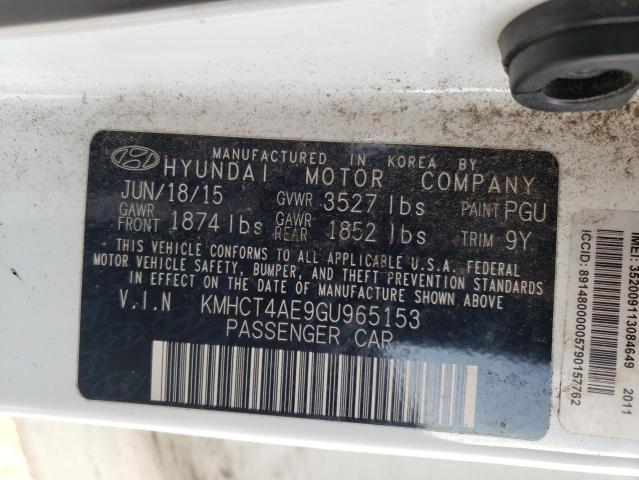 MANUFACTURED IN KOREA BY
HYUNDAI MOTOR COMPANY
JUN/18/15 GVWR 3527 lbs PAINT PGU
GAWR FRONT 1874 lbs GAWR REAR 1852 lbs TRIM 9Y
THIS VEHICLE CONFORMS TO ALL APPLICABLE U.S.A. FEDERAL
MOTOR VEHICLE SAFETY, BUMPER, AND THEFT PREVENTION STANDARDS
IN EFFECT ON THE DATE OF MANUFACTURE SHOWN ABOVE.
V.I.N KMHCT4AE9GU965153
PASSENGER CAR
ICCID: 89148000005790157762
IMEI: 352009113084649
2011